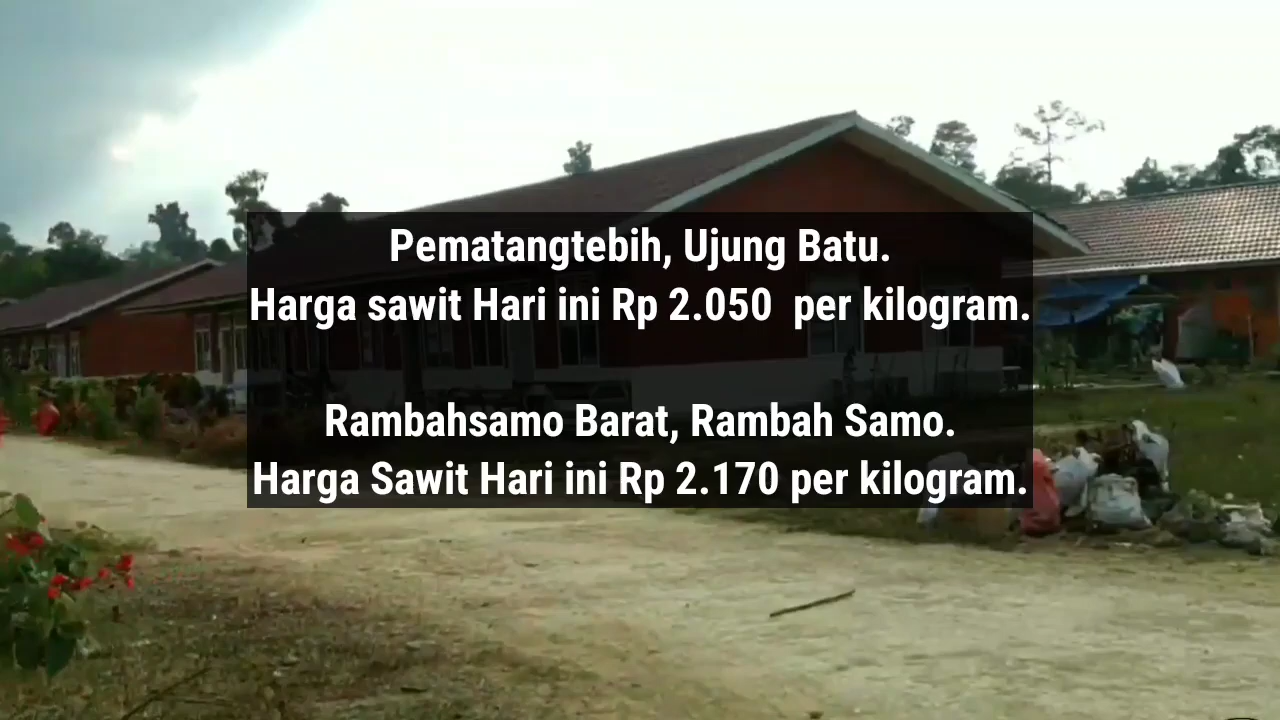 Pematangtebih, Ujung Batu.
Harga sawit Hari ini Rp 2.050  per kilogram.
Rambahsamo Barat, Rambah Samo.
Harga Sawit Hari ini Rp 2.170 per kilogram.